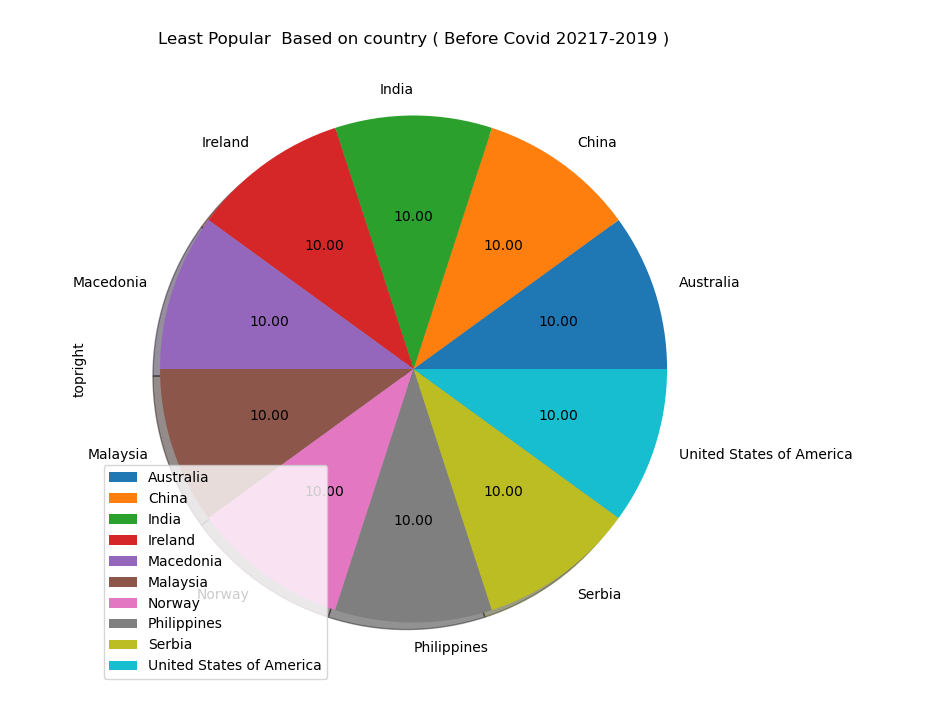 Least Popular  Based on country ( Before Covid 20217-2019 )
India
Ireland
China
10.00
10.00
10.00
Macedonia
Australia
10.00
10.00
topright
10.00
10.00
Malaysia
United States of America
10.00
10.00
10.00
Norway
Serbia
Philippines
Australia
China
India
Ireland
Macedonia
Malaysia
Norway
Philippines
Serbia
United States of America